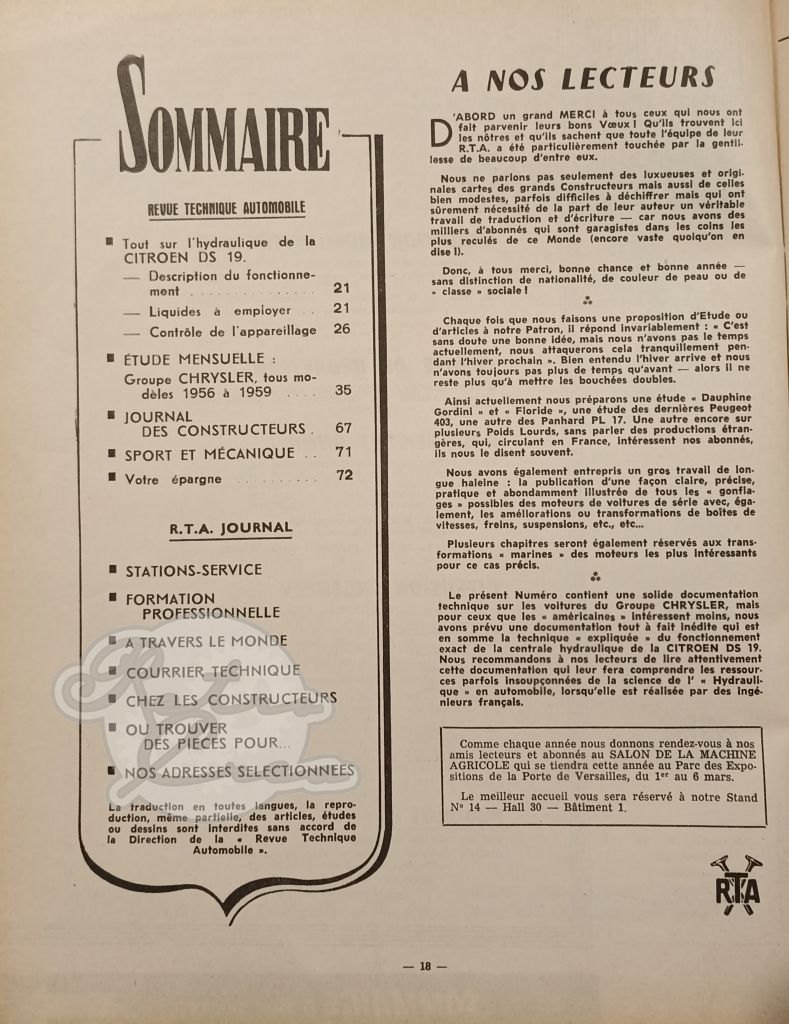 SOMMAIRE
REVUE TECHNIQUE AUTOMOBILE
■ Tout sur l'hydraulique de la
CITROEN DS 19.
— Description du fonctionne-
ment . . . . . . . . . . . . 21
— Liquides à employer . . 21
— Contrôle de l'appareillage 26
■ ÉTUDE MENSUELLE :
Groupe CHRYSLER, tous mo-
dèles 1956 à 1959 . . . . 35
■ JOURNAL
DES CONSTRUCTEURS . 67
■ SPORT ET MÉCANIQUE . . 71
■ Votre épargne . . . . . . . . . . 72
R.T.A. JOURNAL
■ STATIONS-SERVICE
■ FORMATION
PROFESSIONNELLE
■ A TRAVERS LE MONDE
■ COURRIER TECHNIQUE
■ CHEZ LES CONSTRUCTEURS
■ OU TROUVER
DES PIECES POUR...
■ NOS ADRESSES SELECTIONNEES
La traduction en toutes langues, la repro-
duction, même partielle, des articles, études
ou dessins sont interdites sans accord de
la Direction de la « Revue Technique
Automobile ».
A NOS LECTEURS
D'ABORD un grand MERCI à tous ceux qui nous ont
fait parvenir leurs bons Vœux ! Qu'ils trouvent ici
les nôtres et qu'ils sachent que toute l'équipe de leur
R.T.A. a été particulièrement touchée par la gentil-
lesse de beaucoup d'entre eux.
Nous ne parlons pas seulement des luxueuses et origi-
nales cartes des grands Constructeurs mais aussi de celles
bien modestes, parfois difficiles à déchiffrer mais qui ont
sûrement nécessité de la part de leur auteur un véritable
travail de traduction et d'écriture — car nous avons des
milliers d'abonnés qui sont garagistes dans les coins les
plus reculés de ce Monde (encore vaste quoiqu'on en
dise !).
Donc, à tous merci, bonne chance et bonne année —
sans distinction de nationalité, de couleur de peau ou de
« classe » sociale !
Chaque fois que nous faisons une proposition d'Etude ou
d'articles à notre Patron, il répond invariablement : « C'est
sans doute une bonne idée, mais nous n'avons pas le temps
actuellement, nous attaquerons cela tranquillement pen-
dant l'hiver prochain ». Bien entendu l'hiver arrive et nous
n'avons toujours pas plus de temps qu'avant — alors il ne
reste plus qu'à mettre les bouchées doubles.
Ainsi actuellement nous préparons une étude « Dauphine
Gordini » et « Floride », une étude des dernières Peugeot
403, une autre des Panhard PL 17. Une autre encore sur
plusieurs Poids Lourds, sans parler des productions étran-
gères, qui, circulant en France, intéressent nos abonnés,
ils nous le disent souvent.
Nous avons également entrepris un gros travail de lon-
gue haleine : la publication d'une façon claire, précise,
pratique et abondamment illustrée de tous les « gonfla-
ges » possibles des moteurs de voitures de série avec, éga-
lement, les améliorations ou transformations de boîtes de
vitesses, freins, suspensions, etc., etc...
Plusieurs chapitres seront également réservés aux trans-
formations « marines » des moteurs les plus intéressants
pour ce cas précis.
Le présent Numéro contient une solide documentation
technique sur les voitures du Groupe CHRYSLER, mais
pour ceux que les « américaines » intéressent moins, nous
avons prévu une documentation tout à fait inédite qui est
en somme la technique « expliquée » du fonctionnement
exact de la centrale hydraulique de la CITROEN DS 19.
Nous recommandons à nos lecteurs de lire attentivement
cette documentation qui leur fera comprendre les ressour-
ces parfois insoupçonnées de la science de l' « Hydrauli-
que » en automobile, lorsqu'elle est réalisée par des Ingé-
nieurs français.
Comme chaque année nous donnons rendez-vous à nos
amis lecteurs et abonnés au SALON DE LA MACHINE
AGRICOLE qui se tiendra cette année au Parc des Expo-
sitions de la Porte de Versailles, du 1er au 6 mars.
Le meilleur accueil vous sera réservé à notre Stand
N° 14 — Hall 30 — Bâtiment 1.
RTA
— 18 —